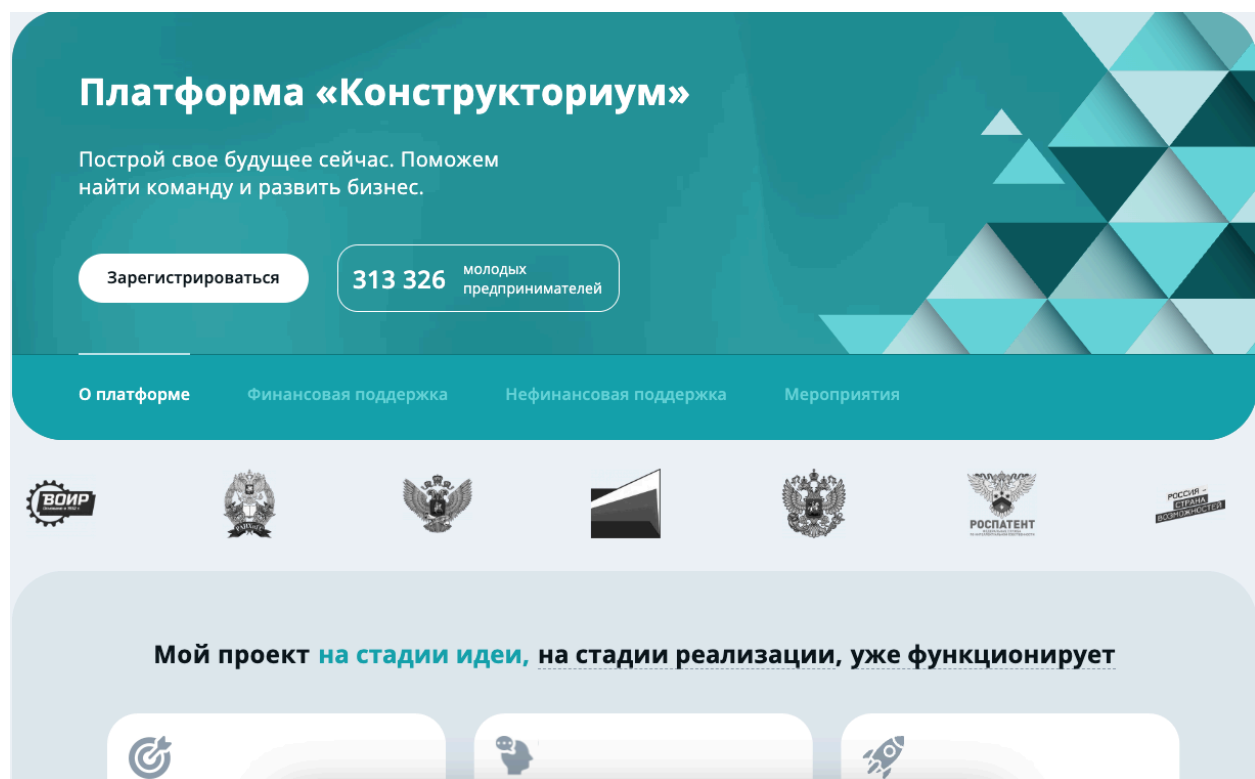 Платформа «Конструкториум»
Построй свое будущее сейчас. Поможем
найти команду и развить бизнес.
Зарегистрироваться
313 326
молодых
предпринимателей
О платформе
Финансовая поддержка
Нефинансовая поддержка
Мероприятия
ВОИР
РОСПАТЕНТ
РОССИЯ –
СТРАНА
ВОЗМОЖНОСТЕЙ
Мой проект на стадии идеи, на стадии реализации, уже функционирует